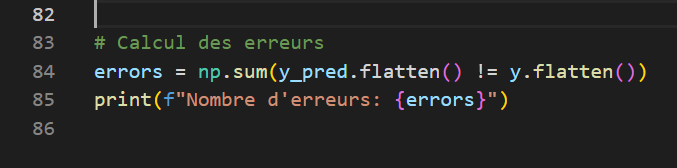 82
83 # Calcul des erreurs
84 errors = np.sum(y_pred.flatten() != y.flatten())
85 print(f"Nombre d'erreurs: {errors}")
86